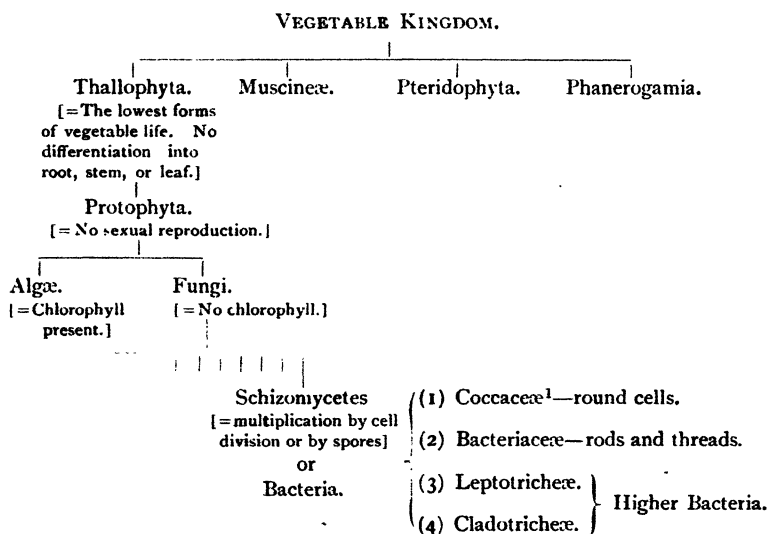 VEGETABLE KINGDOM.
Thallophyta. Muscineæ. Pteridophyta. Phanerogamia.
[=The lowest forms
of vegetable life. No
differentiation into
root, stem, or leaf.]
Protophyta.
[=No sexual reproduction.]
Algæ. Fungi.
[=Chlorophyll [=No chlorophyll.]
present.]
Schizomycetes
[=multiplication by cell
division or by spores]
or
Bacteria.
(1) Coccaceæ¹—round cells.
(2) Bacteriaceæ—rods and threads.
(3) Leptotricheæ.
(4) Cladotricheæ.
Higher Bacteria.